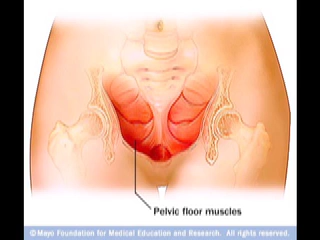 Pelvic floor muscles
©Mayo Foundation for Medical Education and Research. All rights reserved.